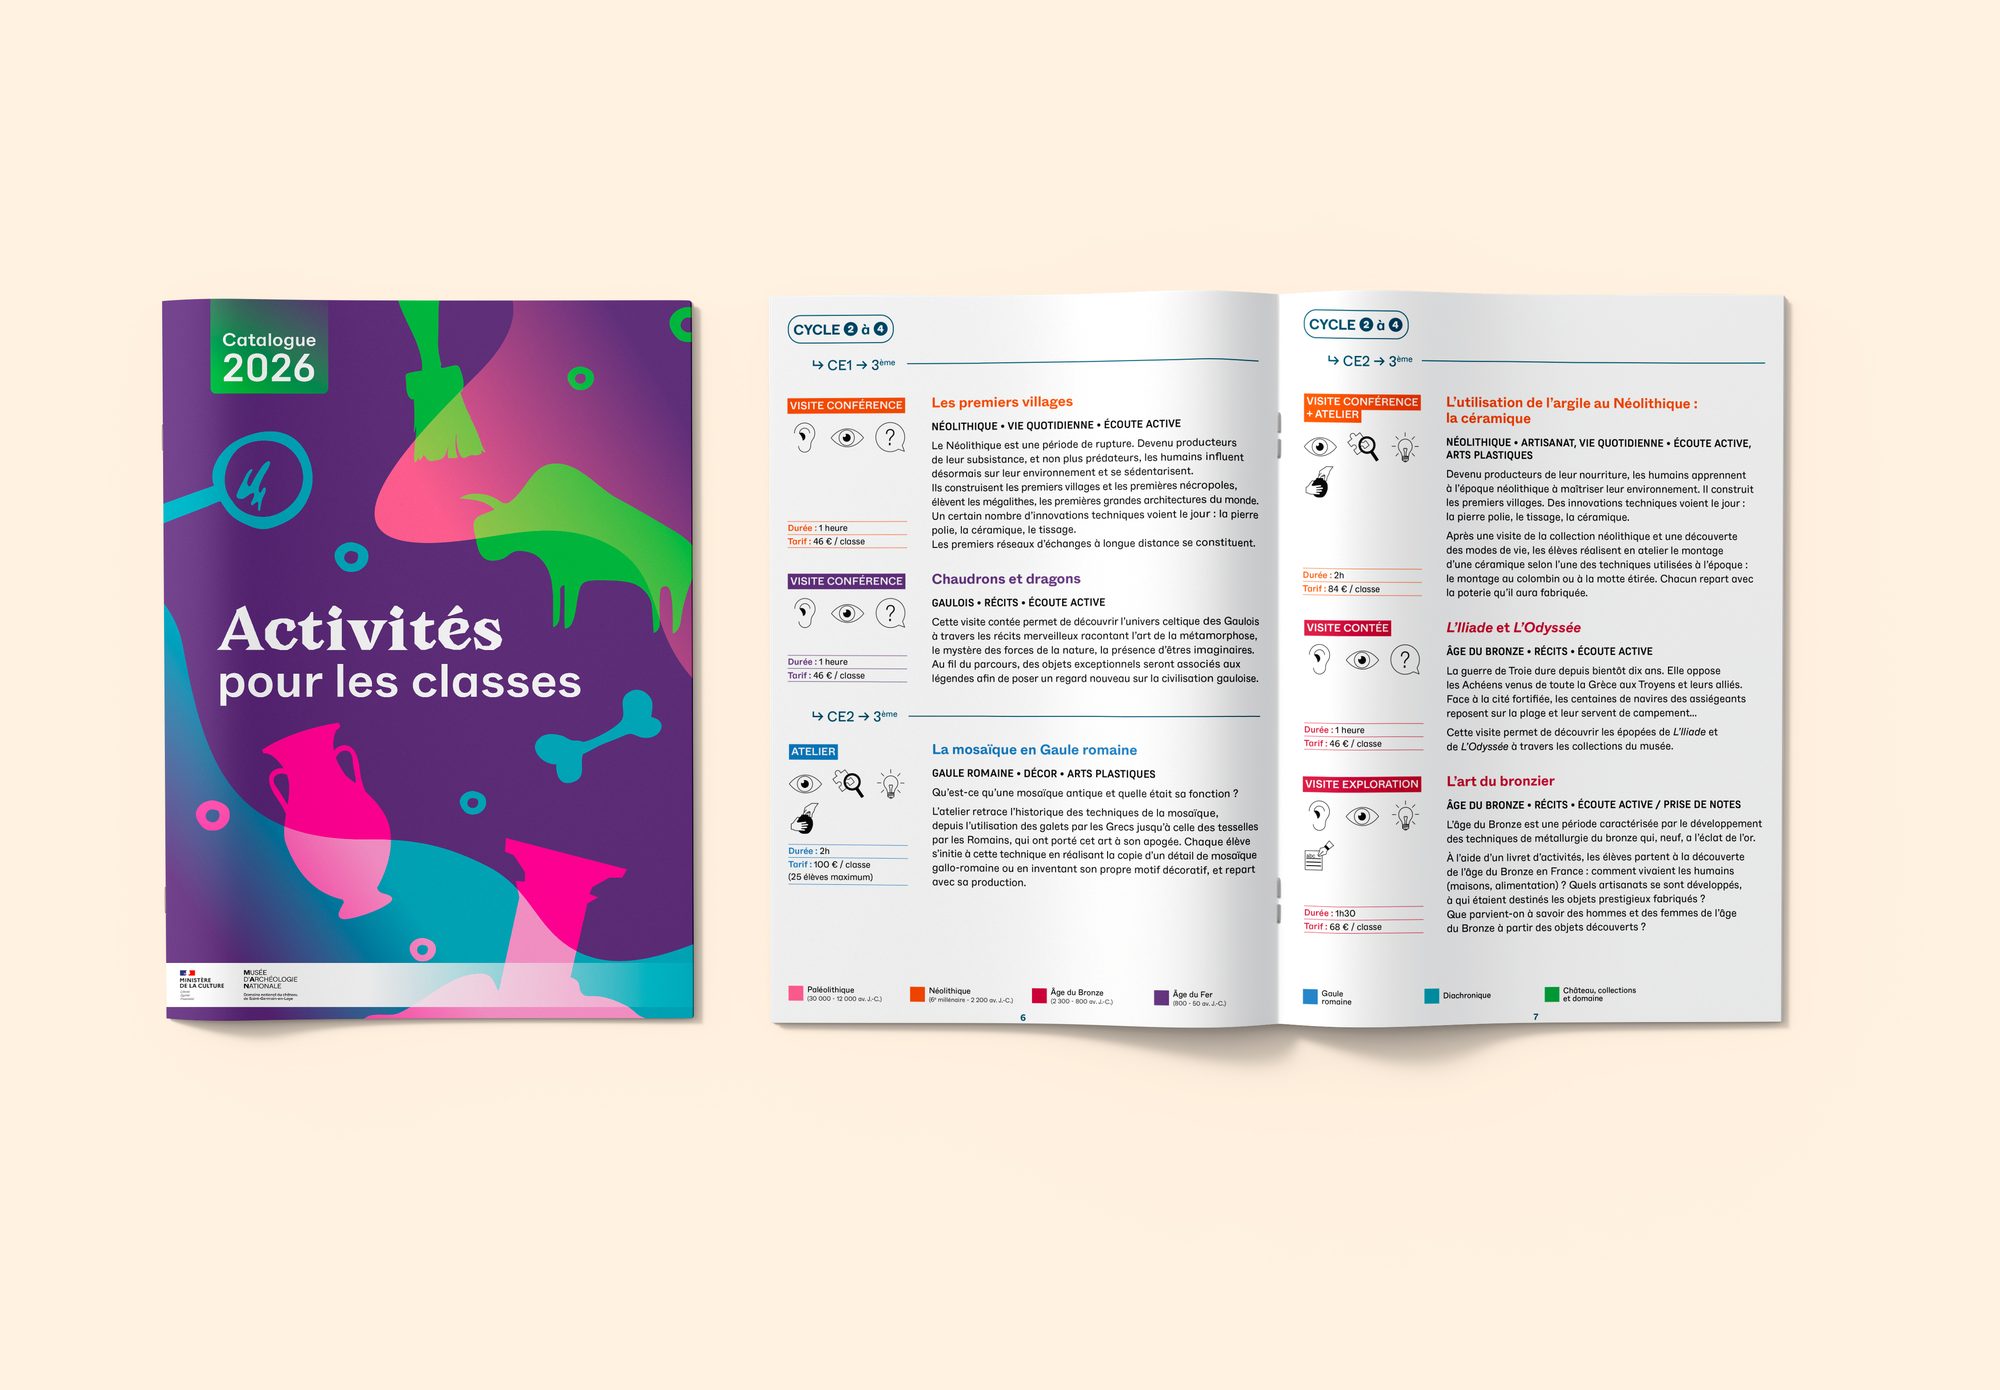 Catalogue
2026
Activités
pour les classes
MINISTÈRE
DE LA CULTURE
MUSÉE
D'ARCHÉOLOGIE
NATIONALE
Domaine national du château
de Saint-Germain-en-Laye
CYCLE 2 à 4
↳ CE1 → 3ème
VISITE CONFÉRENCE
?
Durée : 1 heure
Tarif : 46 € / classe
Les premiers villages
NÉOLITHIQUE • VIE QUOTIDIENNE • ÉCOUTE ACTIVE
Le Néolithique est une période de rupture. Devenu producteurs
de leur subsistance, et non plus prédateurs, les humains influent
désormais sur leur environnement et se sédentarisent.
Ils construisent les premiers villages et les premières nécropoles,
élèvent les mégalithes, les premières grandes architectures du monde.
Un certain nombre d'innovations techniques voient le jour : la pierre
polie, la céramique, le tissage.
Les premiers réseaux d'échanges à longue distance se constituent.
VISITE CONFÉRENCE
?
Durée : 1 heure
Tarif : 46 € / classe
Chaudrons et dragons
GAULOIS • RÉCITS • ÉCOUTE ACTIVE
Cette visite contée permet de découvrir l'univers celtique des Gaulois
à travers les récits merveilleux racontant l'art de la métamorphose,
le mystère des forces de la nature, la présence d'êtres imaginaires.
Au fil du parcours, des objets exceptionnels seront associés aux
légendes afin de poser un regard nouveau sur la civilisation gauloise.
↳ CE2 → 3ème
ATELIER
Durée : 2h
Tarif : 100 € / classe
(25 élèves maximum)
La mosaïque en Gaule romaine
GAULE ROMAINE • DÉCOR • ARTS PLASTIQUES
Qu'est-ce qu'une mosaïque antique et quelle était sa fonction ?
L'atelier retrace l'historique des techniques de la mosaïque,
depuis l'utilisation des galets par les Grecs jusqu'à celle des tesselles
par les Romains, qui ont porté cet art à son apogée. Chaque élève
s'initie à cette technique en réalisant la copie d'un détail de mosaïque
gallo-romaine ou en inventant son propre motif décoratif, et repart
avec sa production.
Paléolithique
(30 000 - 12 000 av. J.-C.)
Néolithique
(6e millénaire - 2 200 av. J.-C.)
Âge du Bronze
(2 300 - 800 av. J.-C.)
Âge du Fer
(800 - 50 av. J.-C.)
6
CYCLE 2 à 4
↳ CE2 → 3ème
VISITE CONFÉRENCE
+ ATELIER
Durée : 2h
Tarif : 84 € / classe
L'utilisation de l'argile au Néolithique :
la céramique
NÉOLITHIQUE • ARTISANAT, VIE QUOTIDIENNE • ÉCOUTE ACTIVE,
ARTS PLASTIQUES
Devenu producteurs de leur nourriture, les humains apprennent
à l'époque néolithique à maîtriser leur environnement. Il construit
les premiers villages. Des innovations techniques voient le jour :
la pierre polie, le tissage, la céramique.
Après une visite de la collection néolithique et une découverte
des modes de vie, les élèves réalisent en atelier le montage
d'une céramique selon l'une des techniques utilisées à l'époque :
le montage au colombin ou à la motte étirée. Chacun repart avec
la poterie qu'il aura fabriquée.
VISITE CONTÉE
?
Durée : 1 heure
Tarif : 46 € / classe
L'Iliade et L'Odyssée
ÂGE DU BRONZE • RÉCITS • ÉCOUTE ACTIVE
La guerre de Troie dure depuis bientôt dix ans. Elle oppose
les Achéens venus de toute la Grèce aux Troyens et leurs alliés.
Face à la cité fortifiée, les centaines de navires des assiégeants
reposent sur la plage et leur servent de campement...
Cette visite permet de découvrir les épopées de L'Iliade et
de L'Odyssée à travers les collections du musée.
VISITE EXPLORATION
abc
Durée : 1h30
Tarif : 68 € / classe
L'art du bronzier
ÂGE DU BRONZE • RÉCITS • ÉCOUTE ACTIVE / PRISE DE NOTES
L'âge du Bronze est une période caractérisée par le développement
des techniques de métallurgie du bronze qui, neuf, a l'éclat de l'or.
À l'aide d'un livret d'activités, les élèves partent à la découverte
de l'âge du Bronze en France : comment vivaient les humains
(maisons, alimentation) ? Quels artisanats se sont développés,
à qui étaient destinés les objets prestigieux fabriqués ?
Que parvient-on à savoir des hommes et des femmes de l'âge
du Bronze à partir des objets découverts ?
Gaule
romaine
Diachronique
Château, collections
et domaine
7